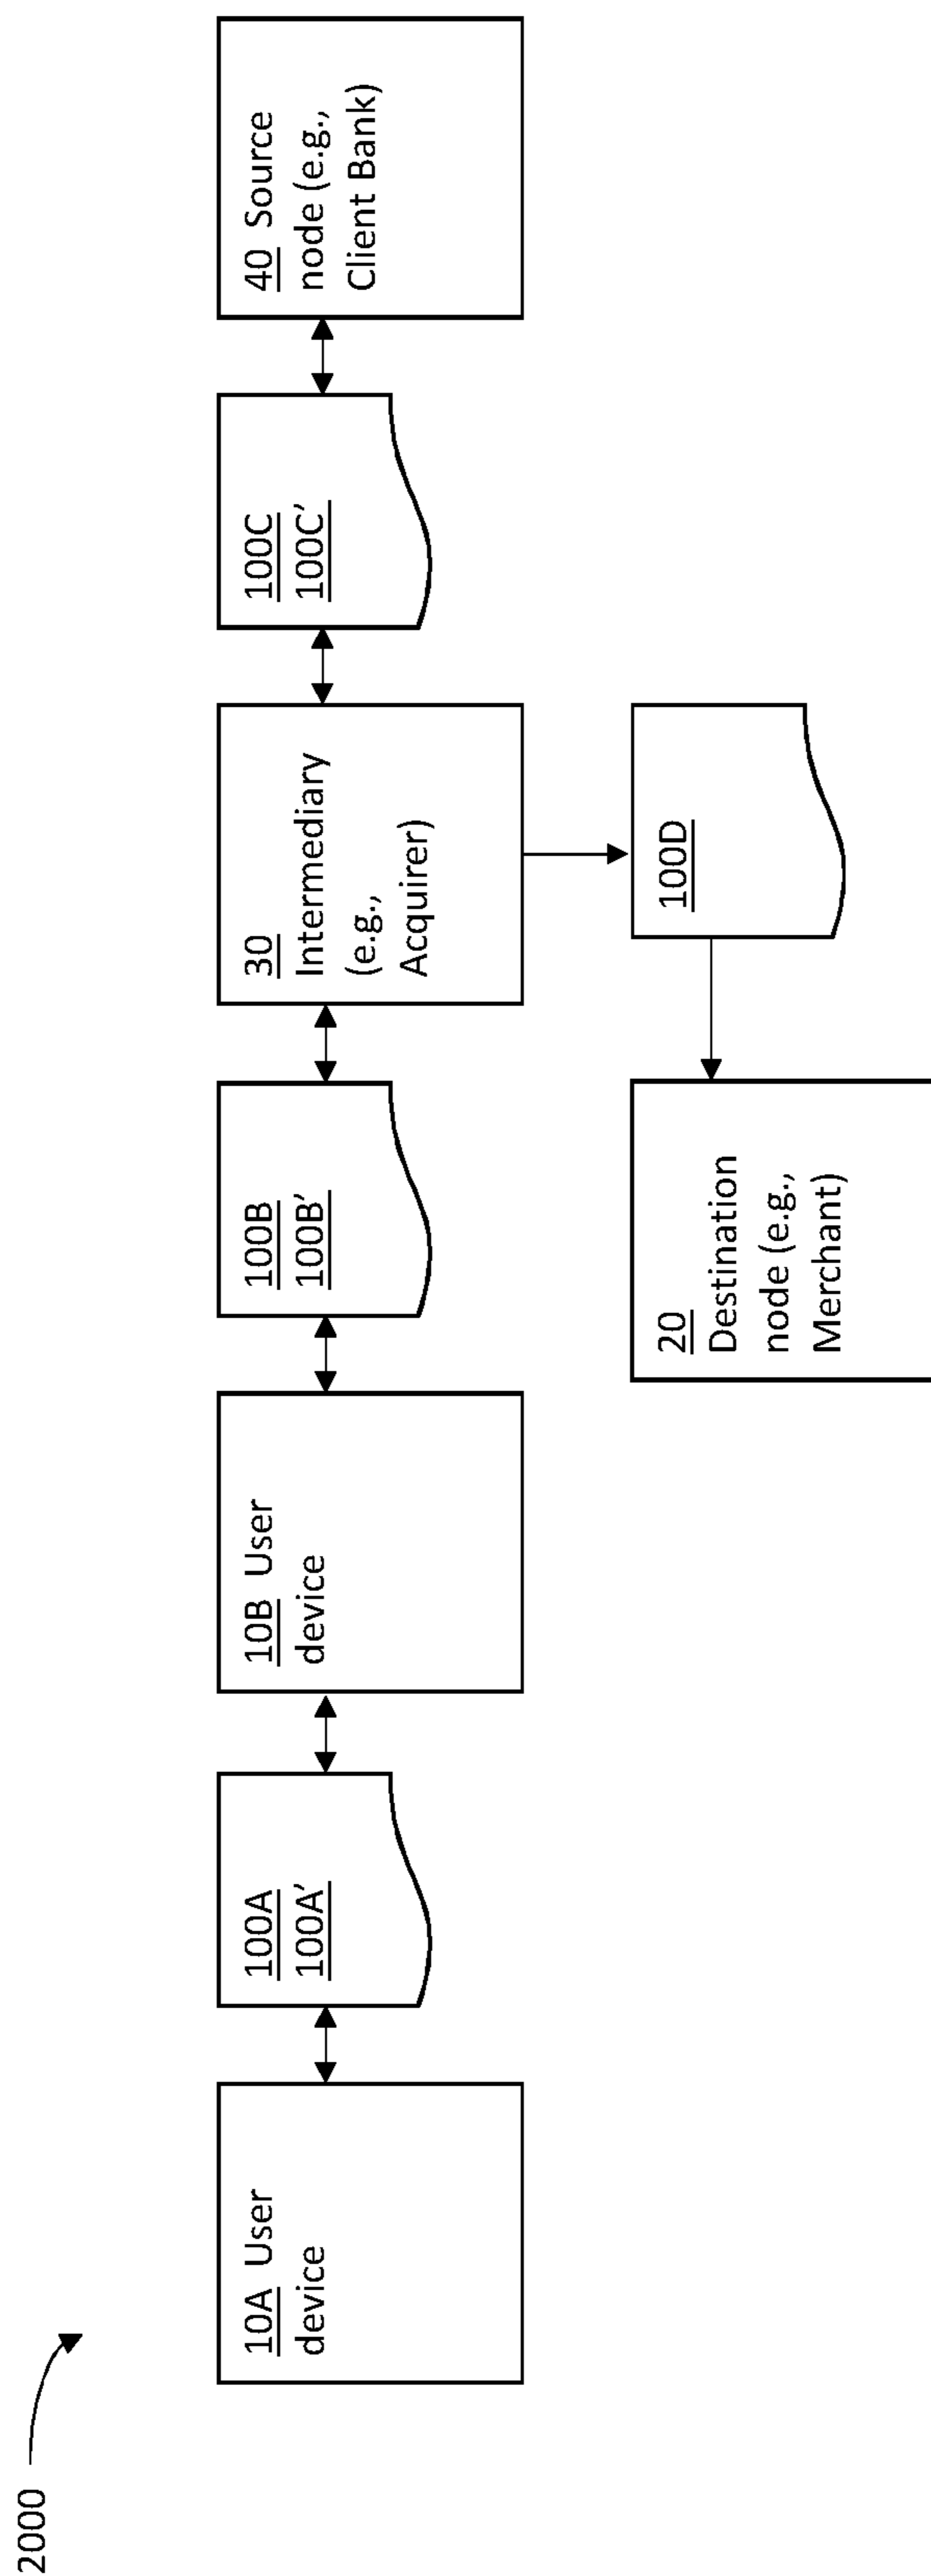 2000
10A User
device
100A
100A’
10B User
device
100B
100B’
30
Intermediary
(e.g.,
Acquirer)
100C
100C’
40 Source
node (e.g.,
Client Bank)
20
Destination
node (e.g.,
Merchant)
100D